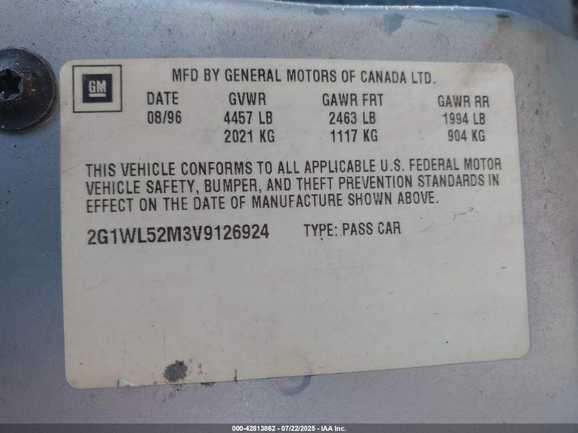 GM
MFD BY GENERAL MOTORS OF CANADA LTD.
DATE GVWR GAWR FRT GAWR RR
08/96 4457 LB 2463 LB 1994 LB
2021 KG 1117 KG 904 KG
THIS VEHICLE CONFORMS TO ALL APPLICABLE U.S. FEDERAL MOTOR
VEHICLE SAFETY, BUMPER, AND THEFT PREVENTION STANDARDS IN
EFFECT ON THE DATE OF MANUFACTURE SHOWN ABOVE.
2G1WL52M3V9126924 TYPE: PASS CAR
000-42813862 - 07/22/2025 - IAA Inc.